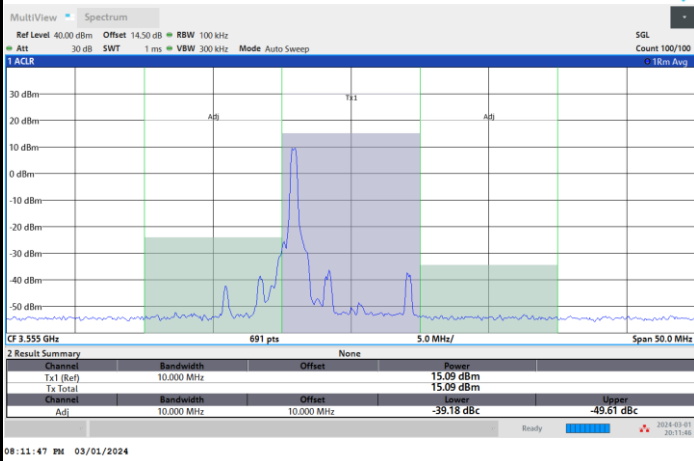 MultiView Spectrum
Ref Level 40.00 dBm Offset 14.50 dB RBW 100 kHz SGL
Att 30 dB SWT 1 ms VBW 300 kHz Mode Auto Sweep Count 100/100
1 ACLR 1Rm Avg
30 dBm
Tx1
20 dBm
Adj Adj
10 dBm
0 dBm
-10 dBm
-20 dBm
-30 dBm
-40 dBm
-50 dBm
CF 3.555 GHz 691 pts 5.0 MHz/ Span 50.0 MHz
2 Result Summary None
Channel Bandwidth Offset Power
Tx1 (Ref) 10.000 MHz 15.09 dBm
Tx Total 15.09 dBm
Channel Bandwidth Offset Lower Upper
Adj 10.000 MHz 10.000 MHz -39.18 dBc -49.61 dBc
Ready 2024-03-01
20:11:46
08:11:47 PM 03/01/2024